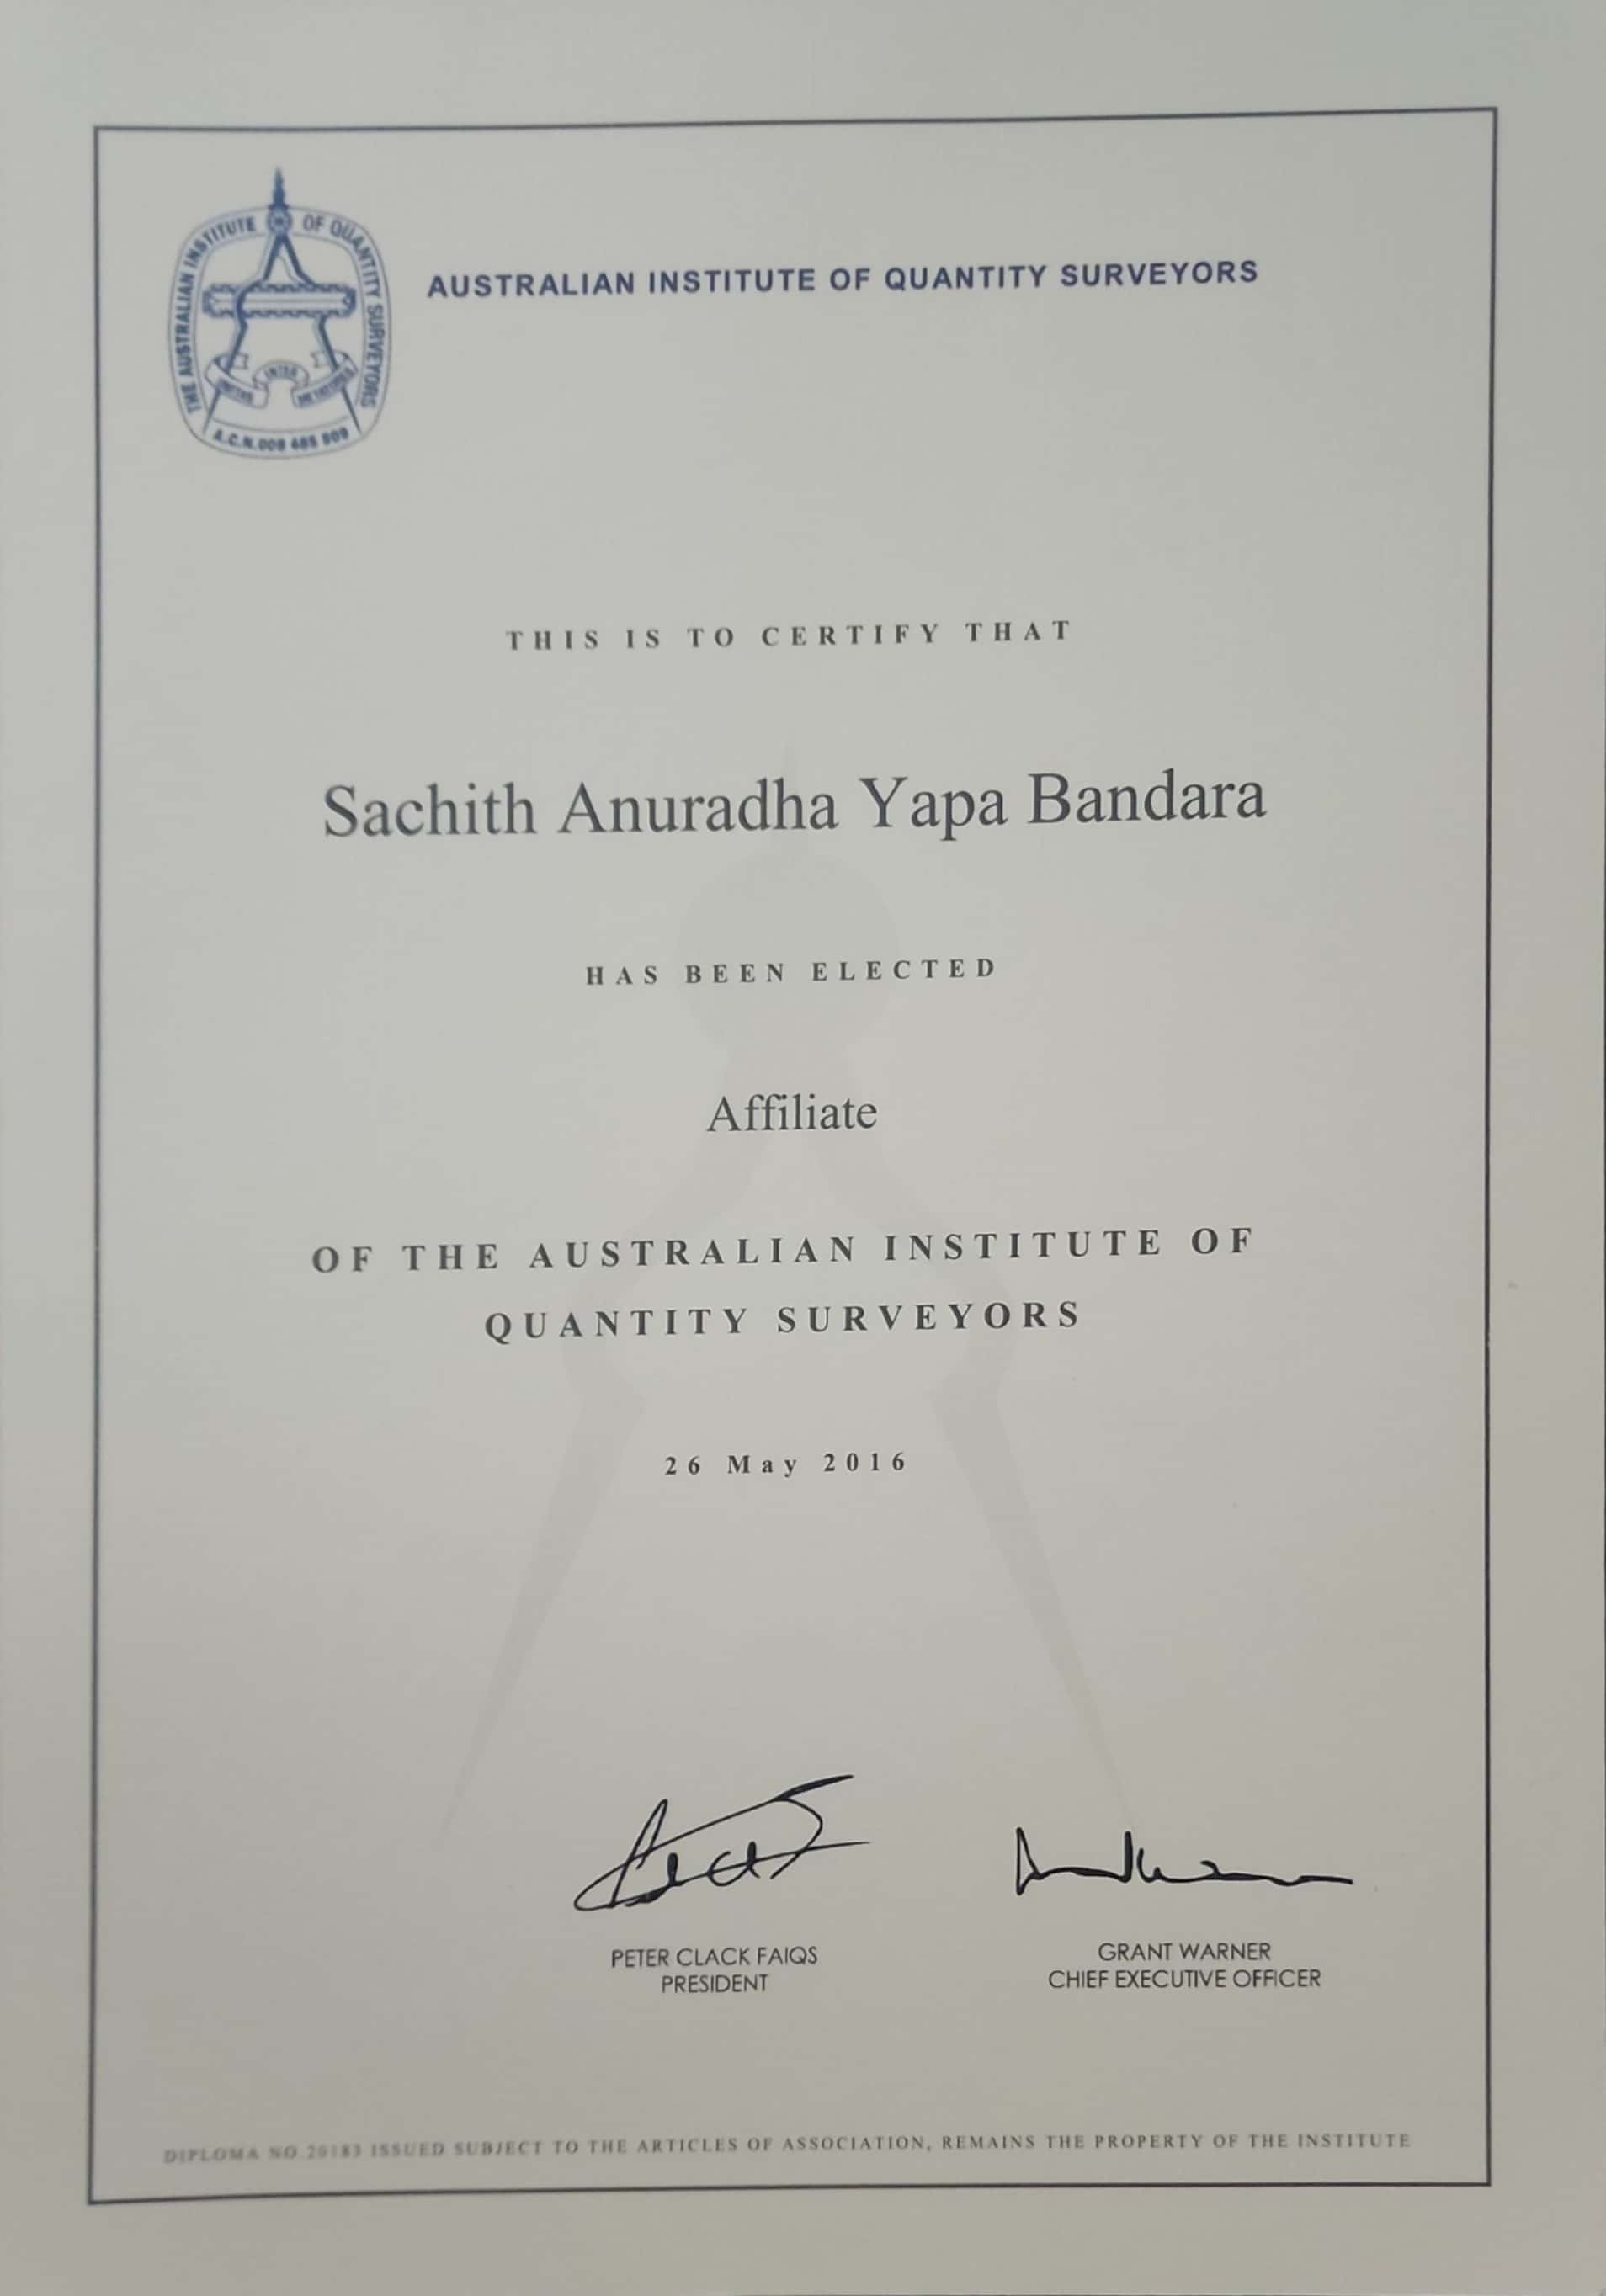 THE AUSTRALIAN INSTITUTE OF QUANTITY SURVEYORS
INTER
A.C.N. 008 485 809
AUSTRALIAN INSTITUTE OF QUANTITY SURVEYORS
THIS IS TO CERTIFY THAT
Sachith Anuradha Yapa Bandara
HAS BEEN ELECTED
Affiliate
OF THE AUSTRALIAN INSTITUTE OF
QUANTITY SURVEYORS
26 May 2016
PETER CLACK FAIQS
PRESIDENT
GRANT WARNER
CHIEF EXECUTIVE OFFICER
DIPLOMA NO 20183 ISSUED SUBJECT TO THE ARTICLES OF ASSOCIATION, REMAINS THE PROPERTY OF THE INSTITUTE